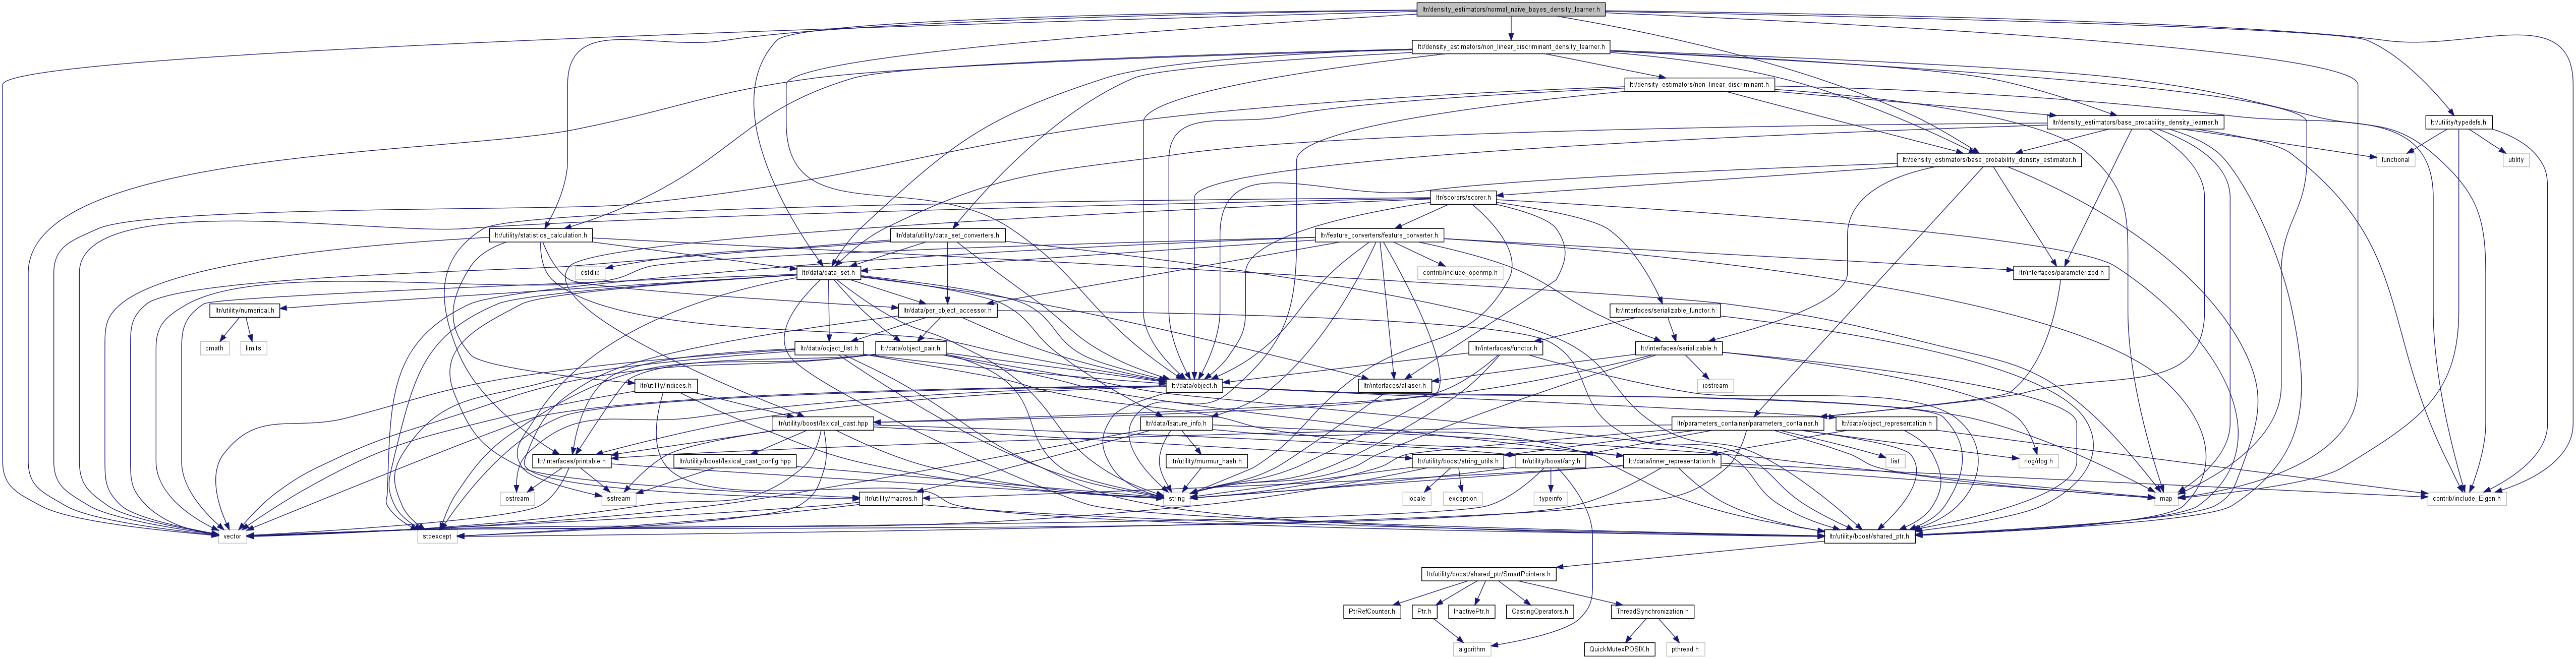 ltr/density_estimators/normal_naive_bayes_density_learner.h
ltr/density_estimators/non_linear_discriminant_density_learner.h
ltr/density_estimators/non_linear_discriminant.h
ltr/density_estimators/base_probability_density_learner.h
ltr/utility/typedefs.h
ltr/density_estimators/base_probability_density_estimator.h
functional
utility
ltr/scorers/scorer.h
ltr/utility/statistics_calculation.h
ltr/data/utility/data_set_converters.h
ltr/feature_converters/feature_converter.h
cstdlib
ltr/data/data_set.h
contrib/include_openmp.h
ltr/interfaces/parameterized.h
ltr/utility/numerical.h
ltr/data/per_object_accessor.h
ltr/interfaces/serializable_functor.h
cmath
limits
ltr/data/object_list.h
ltr/data/object_pair.h
ltr/interfaces/functor.h
ltr/interfaces/serializable.h
ltr/utility/indices.h
ltr/data/object.h
ltr/interfaces/aliaser.h
iostream
ltr/utility/boost/lexical_cast.hpp
ltr/data/feature_info.h
ltr/parameters_container/parameters_container.h
ltr/data/object_representation.h
ltr/interfaces/printable.h
ltr/utility/boost/lexical_cast_config.hpp
ltr/utility/murmur_hash.h
ltr/utility/boost/string_utils.h
ltr/utility/boost/any.h
ltr/data/inner_representation.h
list
rlog/rlog.h
ostream
sstream
ltr/utility/macros.h
string
locale
exception
typeinfo
map
contrib/include_Eigen.h
vector
stdexcept
ltr/utility/boost/shared_ptr.h
ltr/utility/boost/shared_ptr/SmartPointers.h
PtrRefCounter.h
Ptr.h
InactivePtr.h
CastingOperators.h
ThreadSynchronization.h
algorithm
QuickMutexPOSIX.h
pthread.h